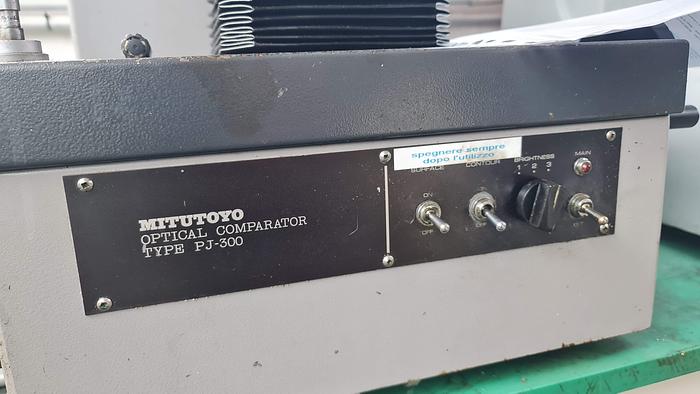 MITUTOYO
OPTICAL COMPARATOR
TYPE PJ-300
spegnere sempre
dopo l'utilizzo
SURFACE
CONTOUR
BRIGHTNESS
1 2 3
MAIN
ON
OFF
OFF